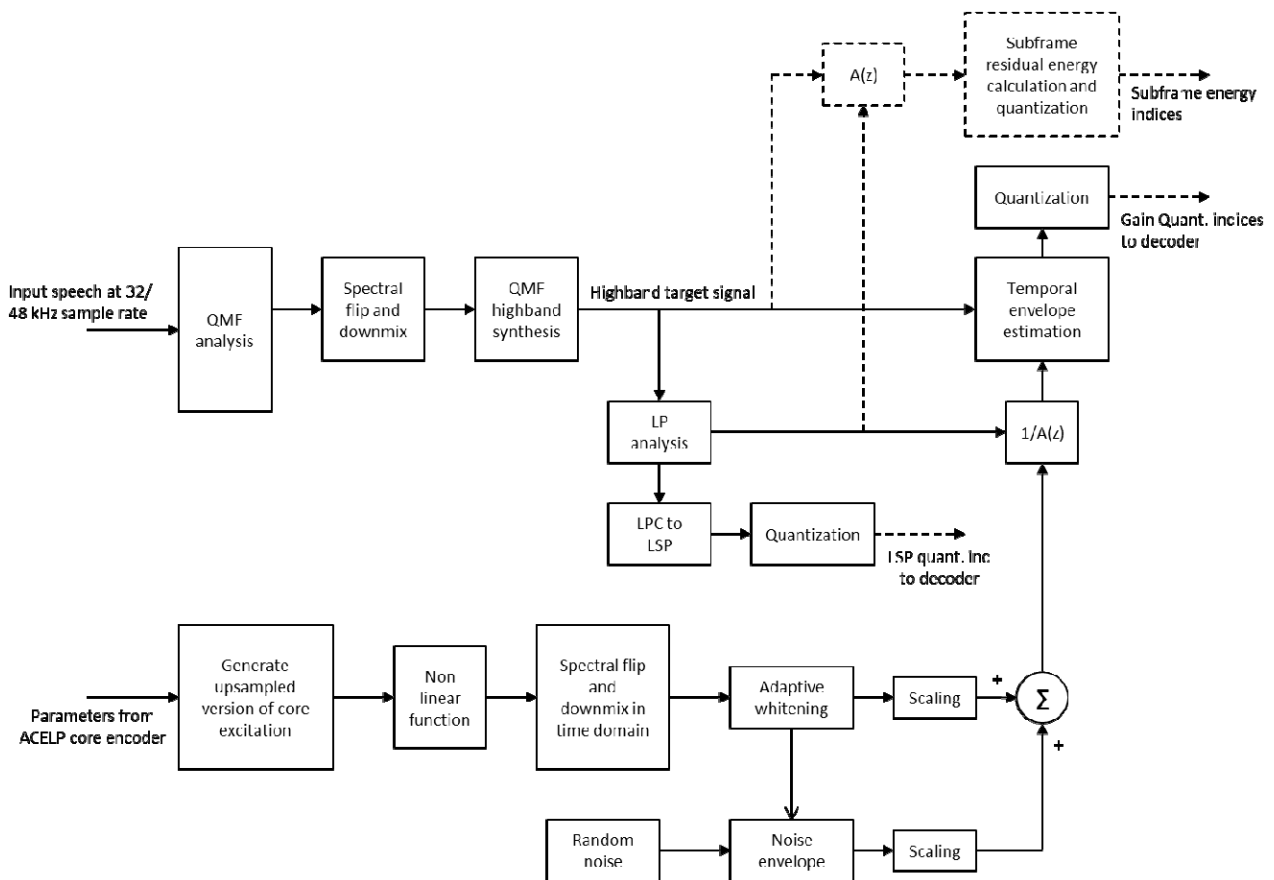 Subframe
residual energy
calculation and
quantization
A(z)
Subframe energy
indices
Quantization
Gain Quant. indices
to decoder
Input speech at 32/
48 kHz sample rate
QMF
analysis
Spectral
flip and
downmix
QMF
highband
synthesis
Highband target signal
Temporal
envelope
estimation
LP
analysis
1/A(z)
LPC to
LSP
Quantization
LSP quant. inc
to decoder
Parameters from
ACELP core encoder
Generate
upsampled
version of core
excitation
Non
linear
function
Spectral flip
and
downmix in
time domain
Adaptive
whitening
Scaling
+
Σ
+
Random
noise
Noise
envelope
Scaling